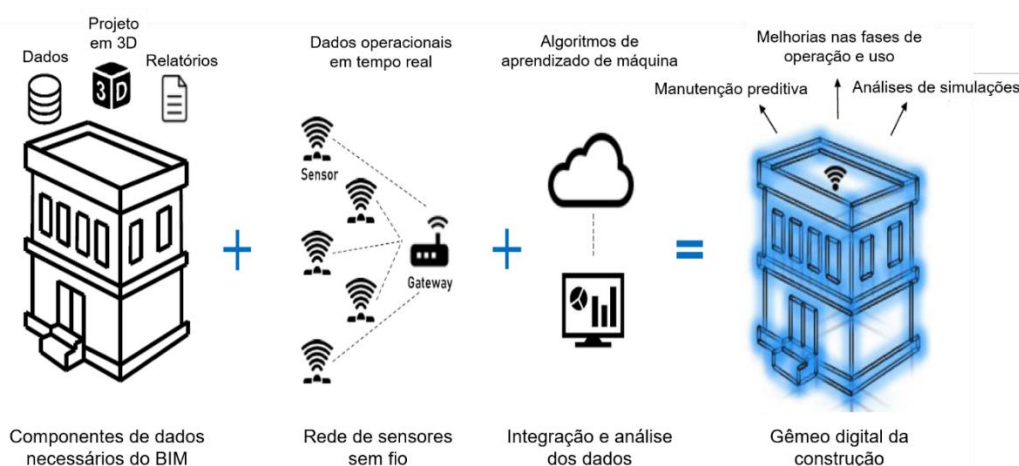 Dados
Projeto
em 3D
3D
Relatórios
Componentes de dados
necessários do BIM
Dados operacionais
em tempo real
Sensor
Gateway
Rede de sensores
sem fio
Algoritmos de
aprendizado de máquina
Integração e análise
dos dados
Melhorias nas fases de
operação e uso
Manutenção preditiva
Análises de simulações
Gêmeo digital da
construção